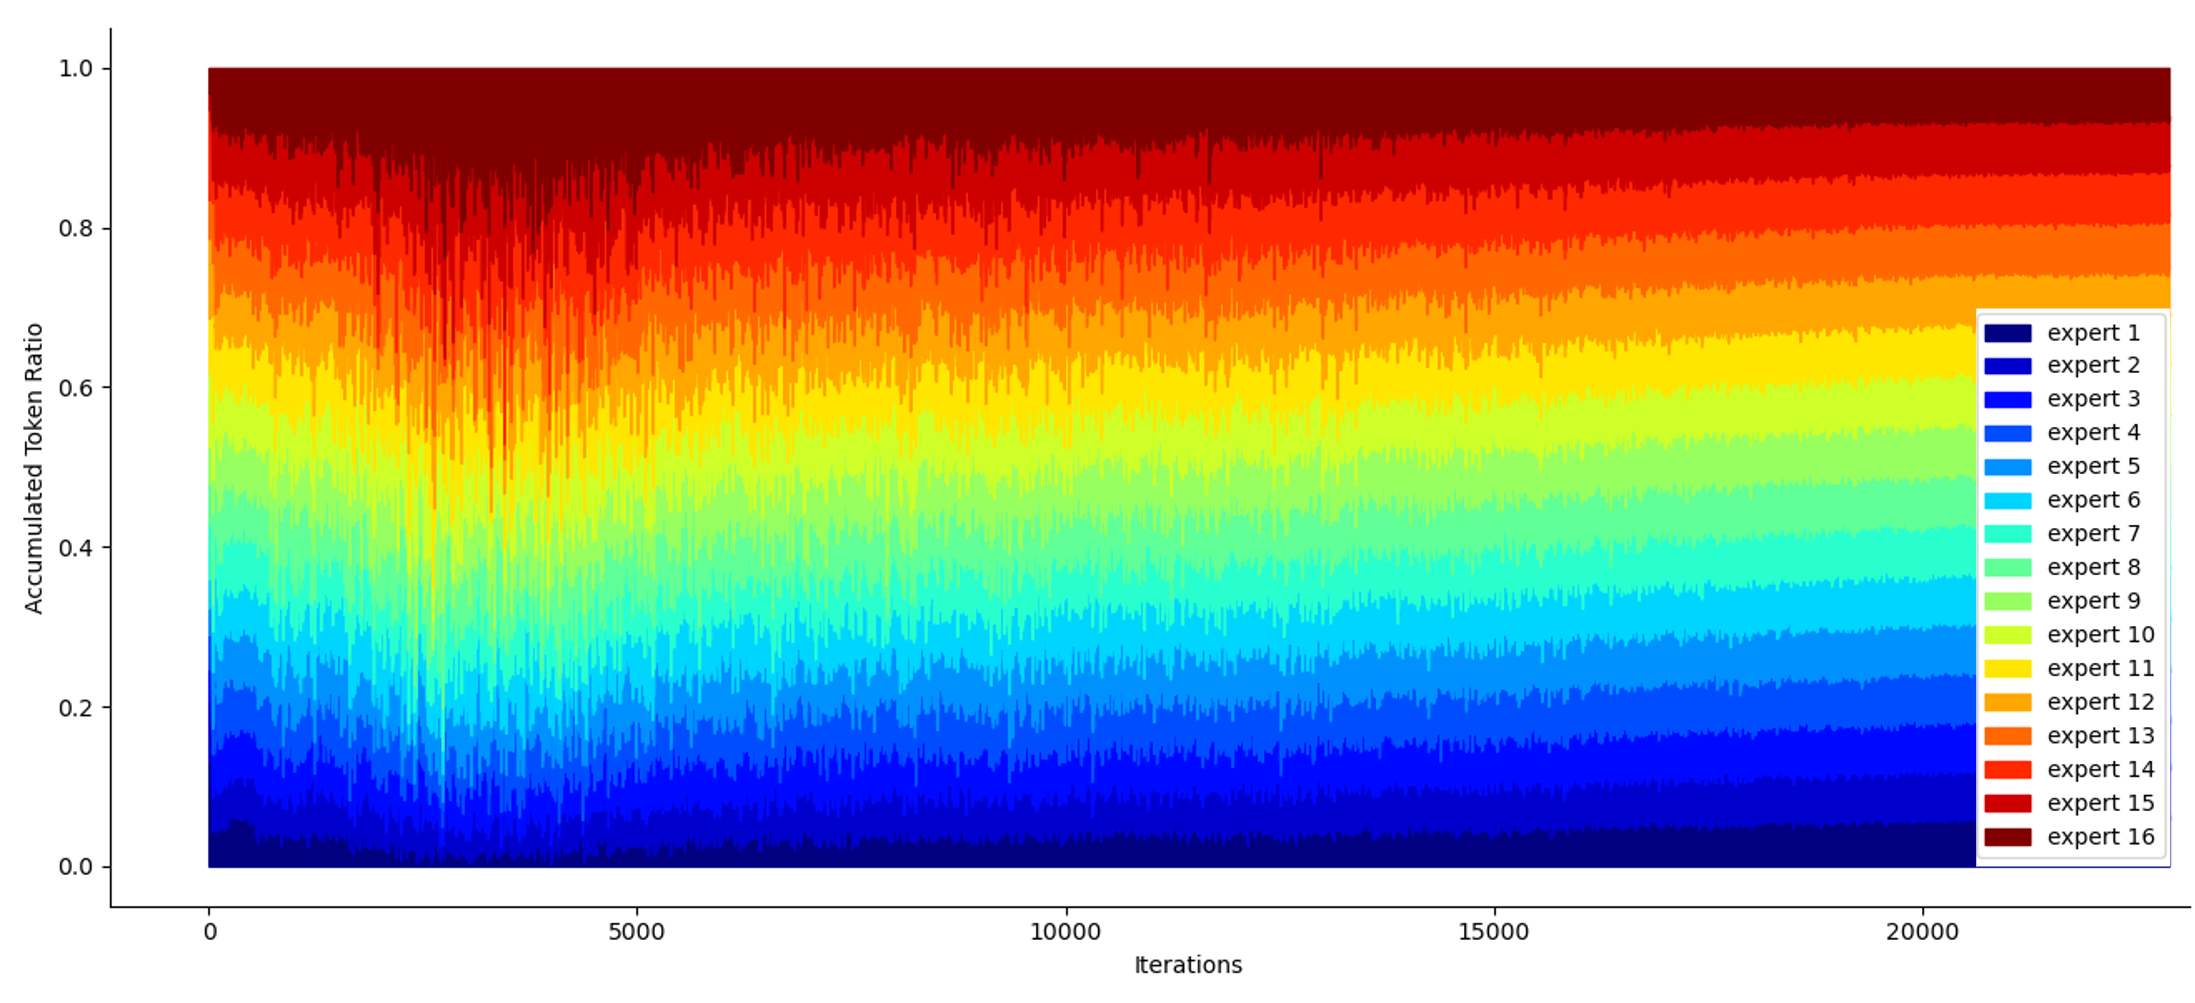 1.0
0.8
0.6
0.4
0.2
0.0
Accumulated Token Ratio
0
5000
10000
15000
20000
Iterations
expert 1
expert 2
expert 3
expert 4
expert 5
expert 6
expert 7
expert 8
expert 9
expert 10
expert 11
expert 12
expert 13
expert 14
expert 15
expert 16